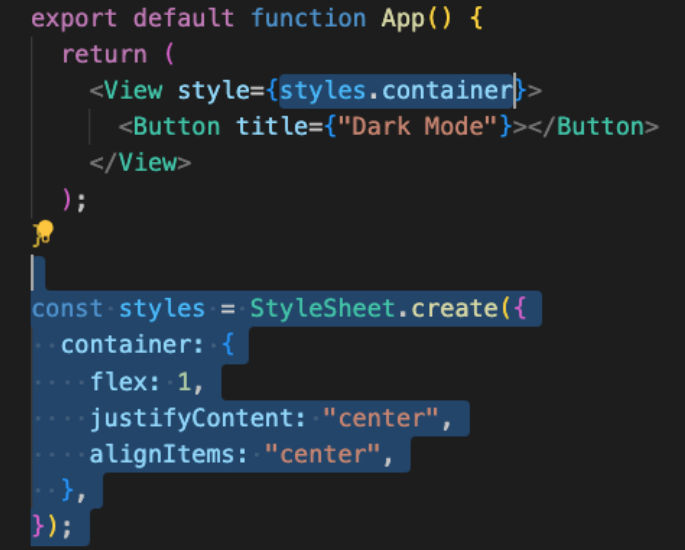 export default function App() {
  return (
    <View style={styles.container}>
      <Button title={"Dark Mode"}></Button>
    </View>
  );
}
const styles = StyleSheet.create({
  container: {
    flex: 1,
    justifyContent: "center",
    alignItems: "center",
  },
});